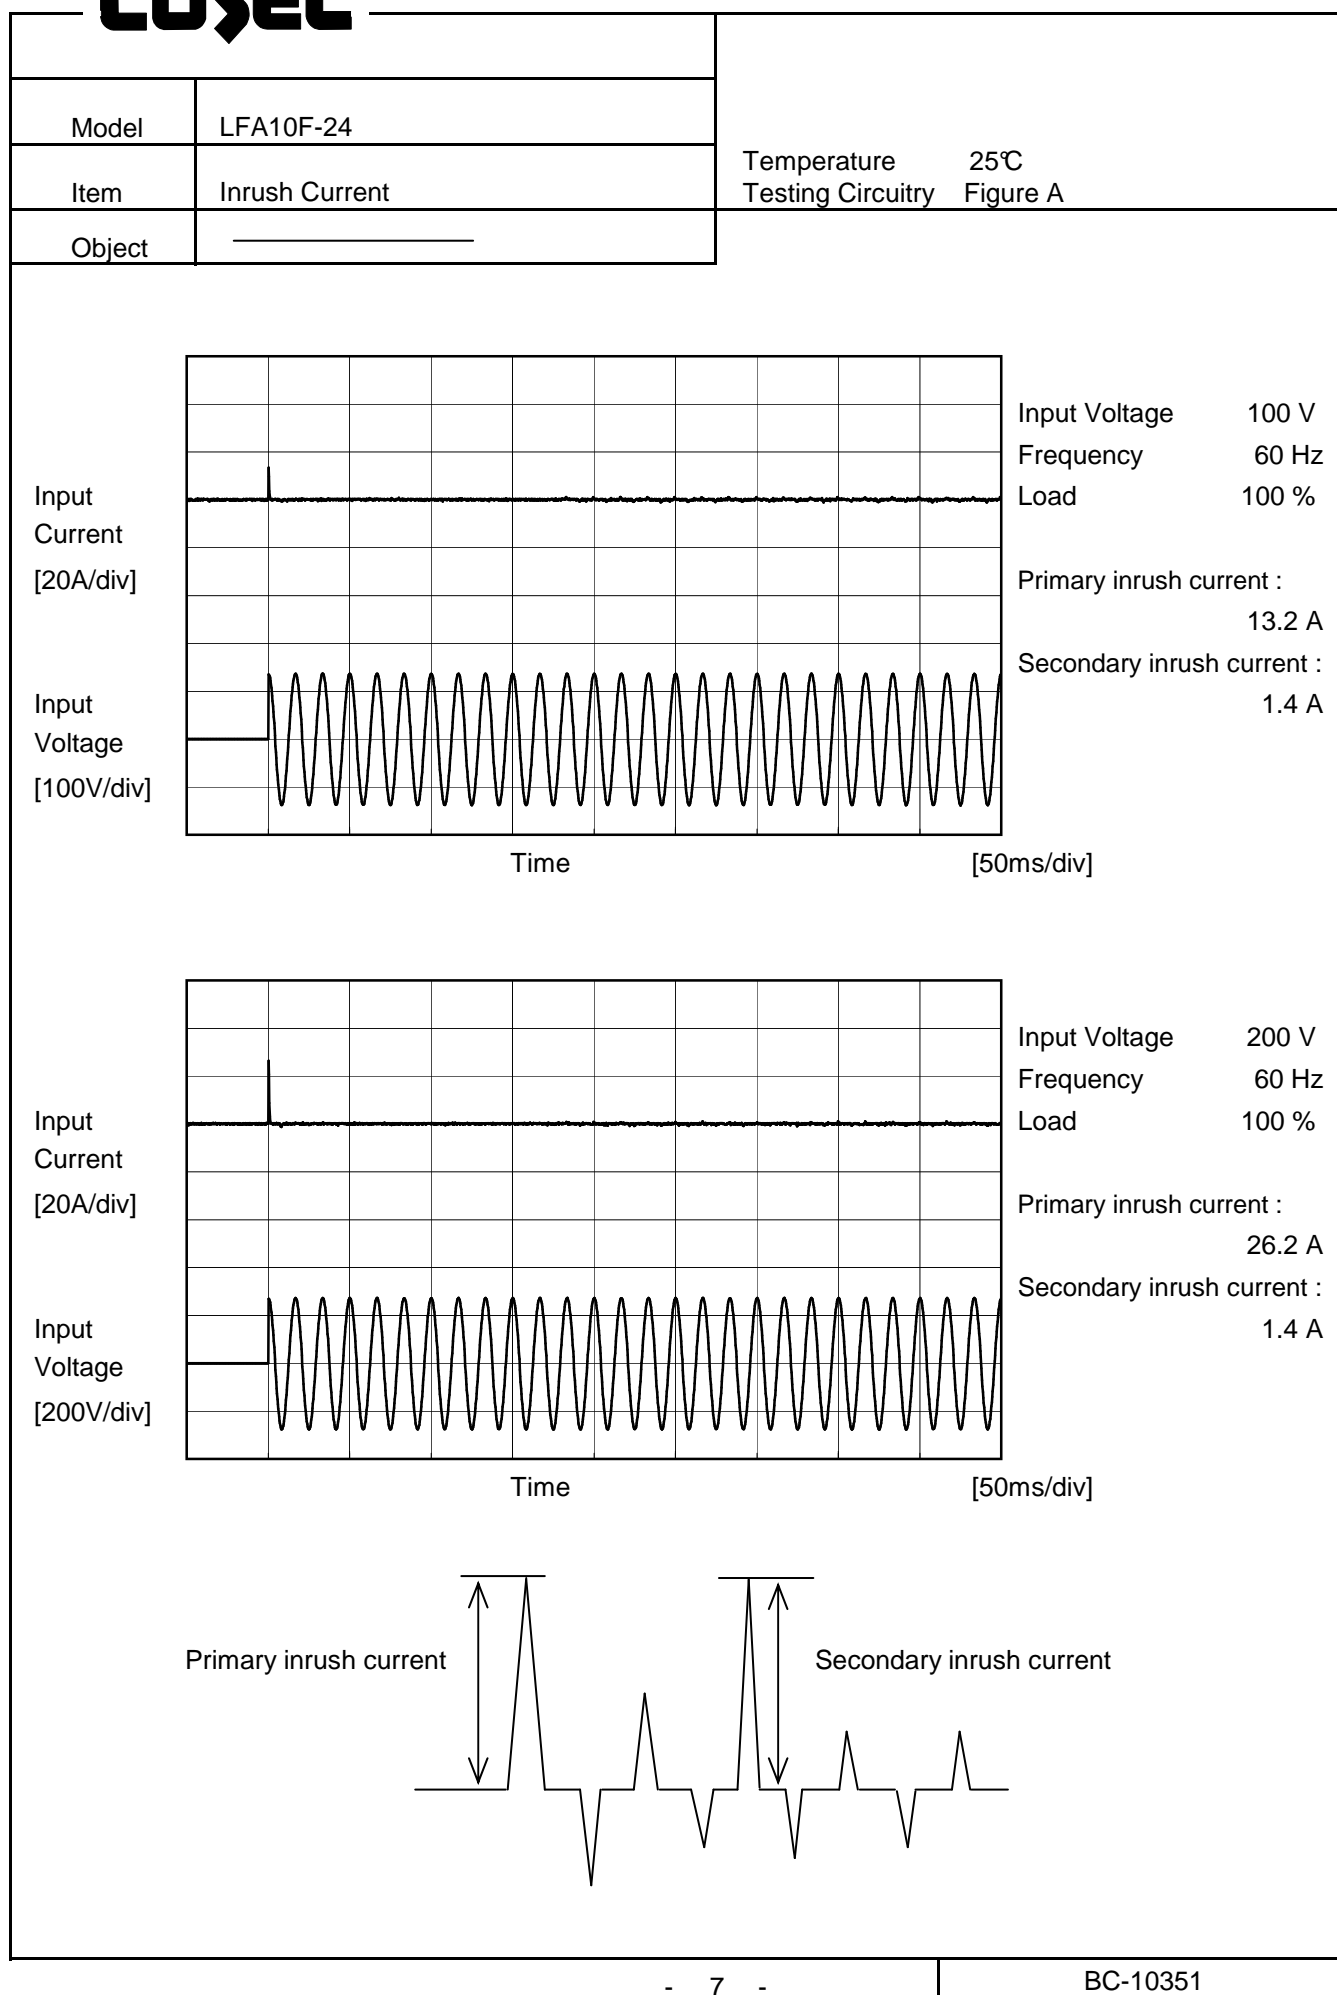 COSEL
Model LFA10F-24
Item Inrush Current
Object
Temperature 25℃
Testing Circuitry Figure A
Input
Current
[20A/div]
Input
Voltage
[100V/div]
Time [50ms/div]
Input Voltage 100 V
Frequency 60 Hz
Load 100 %
Primary inrush current :
13.2 A
Secondary inrush current :
1.4 A
Input
Current
[20A/div]
Input
Voltage
[200V/div]
Time [50ms/div]
Input Voltage 200 V
Frequency 60 Hz
Load 100 %
Primary inrush current :
26.2 A
Secondary inrush current :
1.4 A
Primary inrush current
Secondary inrush current
- 7 -
BC-10351